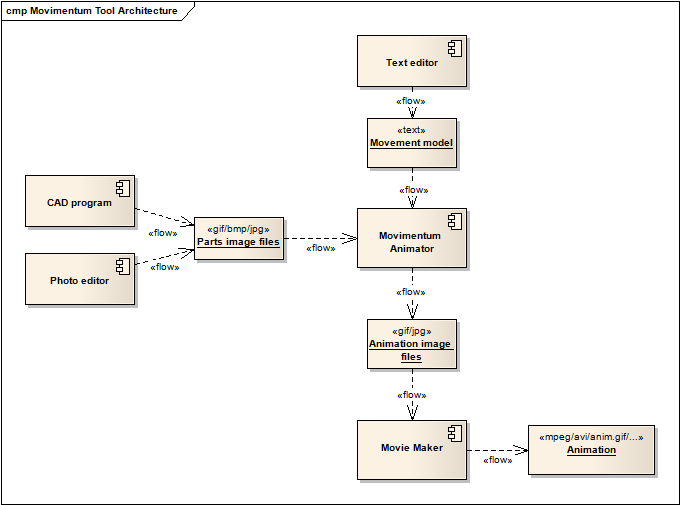 cmp Movimentum Tool Architecture
Text editor
«flow»
«text»
Movement model
«flow»
CAD program
«flow»
«gif/bmp/jpg»
Parts image files
«flow»
Movimentum
Animator
Photo editor
«flow»
«flow»
«gif/jpg»
Animation image
files
«flow»
Movie Maker
«flow»
«mpeg/avi/anim.gif/...»
Animation